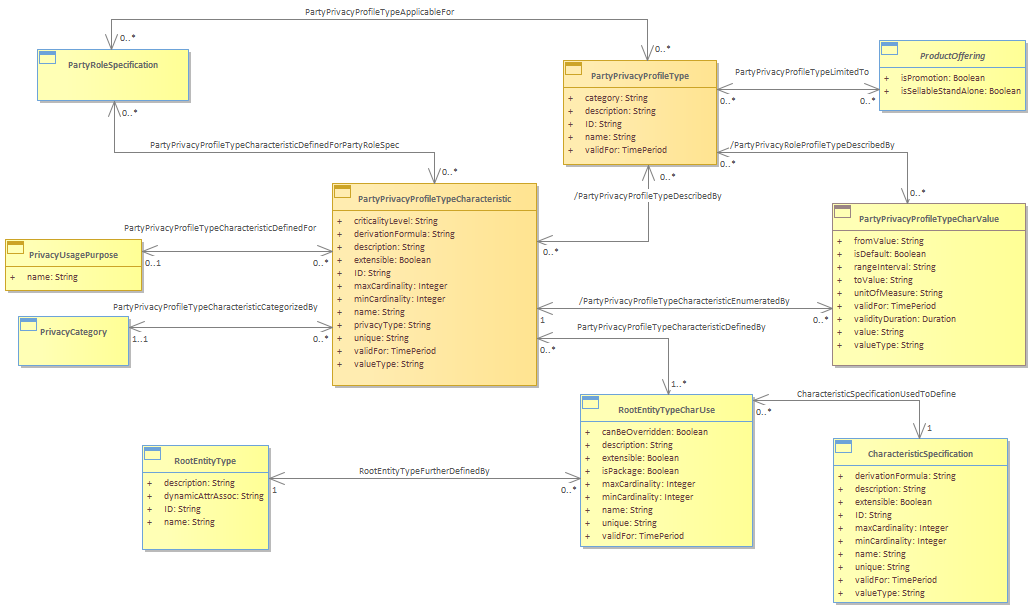 PartyPrivacyProfileTypeApplicableFor
0..*
0..*
PartyRoleSpecification
0..*
PartyPrivacyProfileType
+ category: String
+ description: String
+ ID: String
+ name: String
+ validFor: TimePeriod
PartyPrivacyProfileTypeLimitedTo
0..*
0..*
ProductOffering
+ isPromotion: Boolean
+ isSellableStandAlone: Boolean
PartyPrivacyProfileTypeCharacteristicDefinedForPartyRoleSpec
0..*
/PartyPrivacyRoleProfileTypeDescribedBy
0..*
0..*
/PartyPrivacyProfileTypeDescribedBy
0..*
0..*
PartyPrivacyProfileTypeCharacteristic
+ criticalityLevel: String
+ derivationFormula: String
+ description: String
+ extensible: Boolean
+ ID: String
+ maxCardinality: Integer
+ minCardinality: Integer
+ name: String
+ privacyType: String
+ unique: String
+ validFor: TimePeriod
+ valueType: String
PartyPrivacyProfileTypeCharValue
+ fromValue: String
+ isDefault: Boolean
+ rangeInterval: String
+ toValue: String
+ unitOfMeasure: String
+ validFor: TimePeriod
+ validityDuration: Duration
+ value: String
+ valueType: String
PartyPrivacyProfileTypeCharacteristicDefinedFor
0..1
0..*
PrivacyUsagePurpose
+ name: String
PartyPrivacyProfileTypeCharacteristicCategorizedBy
1..1
0..*
PrivacyCategory
/PartyPrivacyProfileTypeCharacteristicEnumeratedBy
1
0..*
PartyPrivacyProfileTypeCharacteristicDefinedBy
0..*
1..*
RootEntityTypeCharUse
+ canBeOverridden: Boolean
+ description: String
+ extensible: Boolean
+ isPackage: Boolean
+ maxCardinality: Integer
+ minCardinality: Integer
+ name: String
+ unique: String
+ validFor: TimePeriod
CharacteristicSpecificationUsedToDefine
0..*
1
CharacteristicSpecification
+ derivationFormula: String
+ description: String
+ extensible: Boolean
+ ID: String
+ maxCardinality: Integer
+ minCardinality: Integer
+ name: String
+ unique: String
+ validFor: TimePeriod
+ valueType: String
RootEntityType
+ description: String
+ dynamicAttrAssoc: String
+ ID: String
+ name: String
RootEntityTypeFurtherDefinedBy
1
0..*